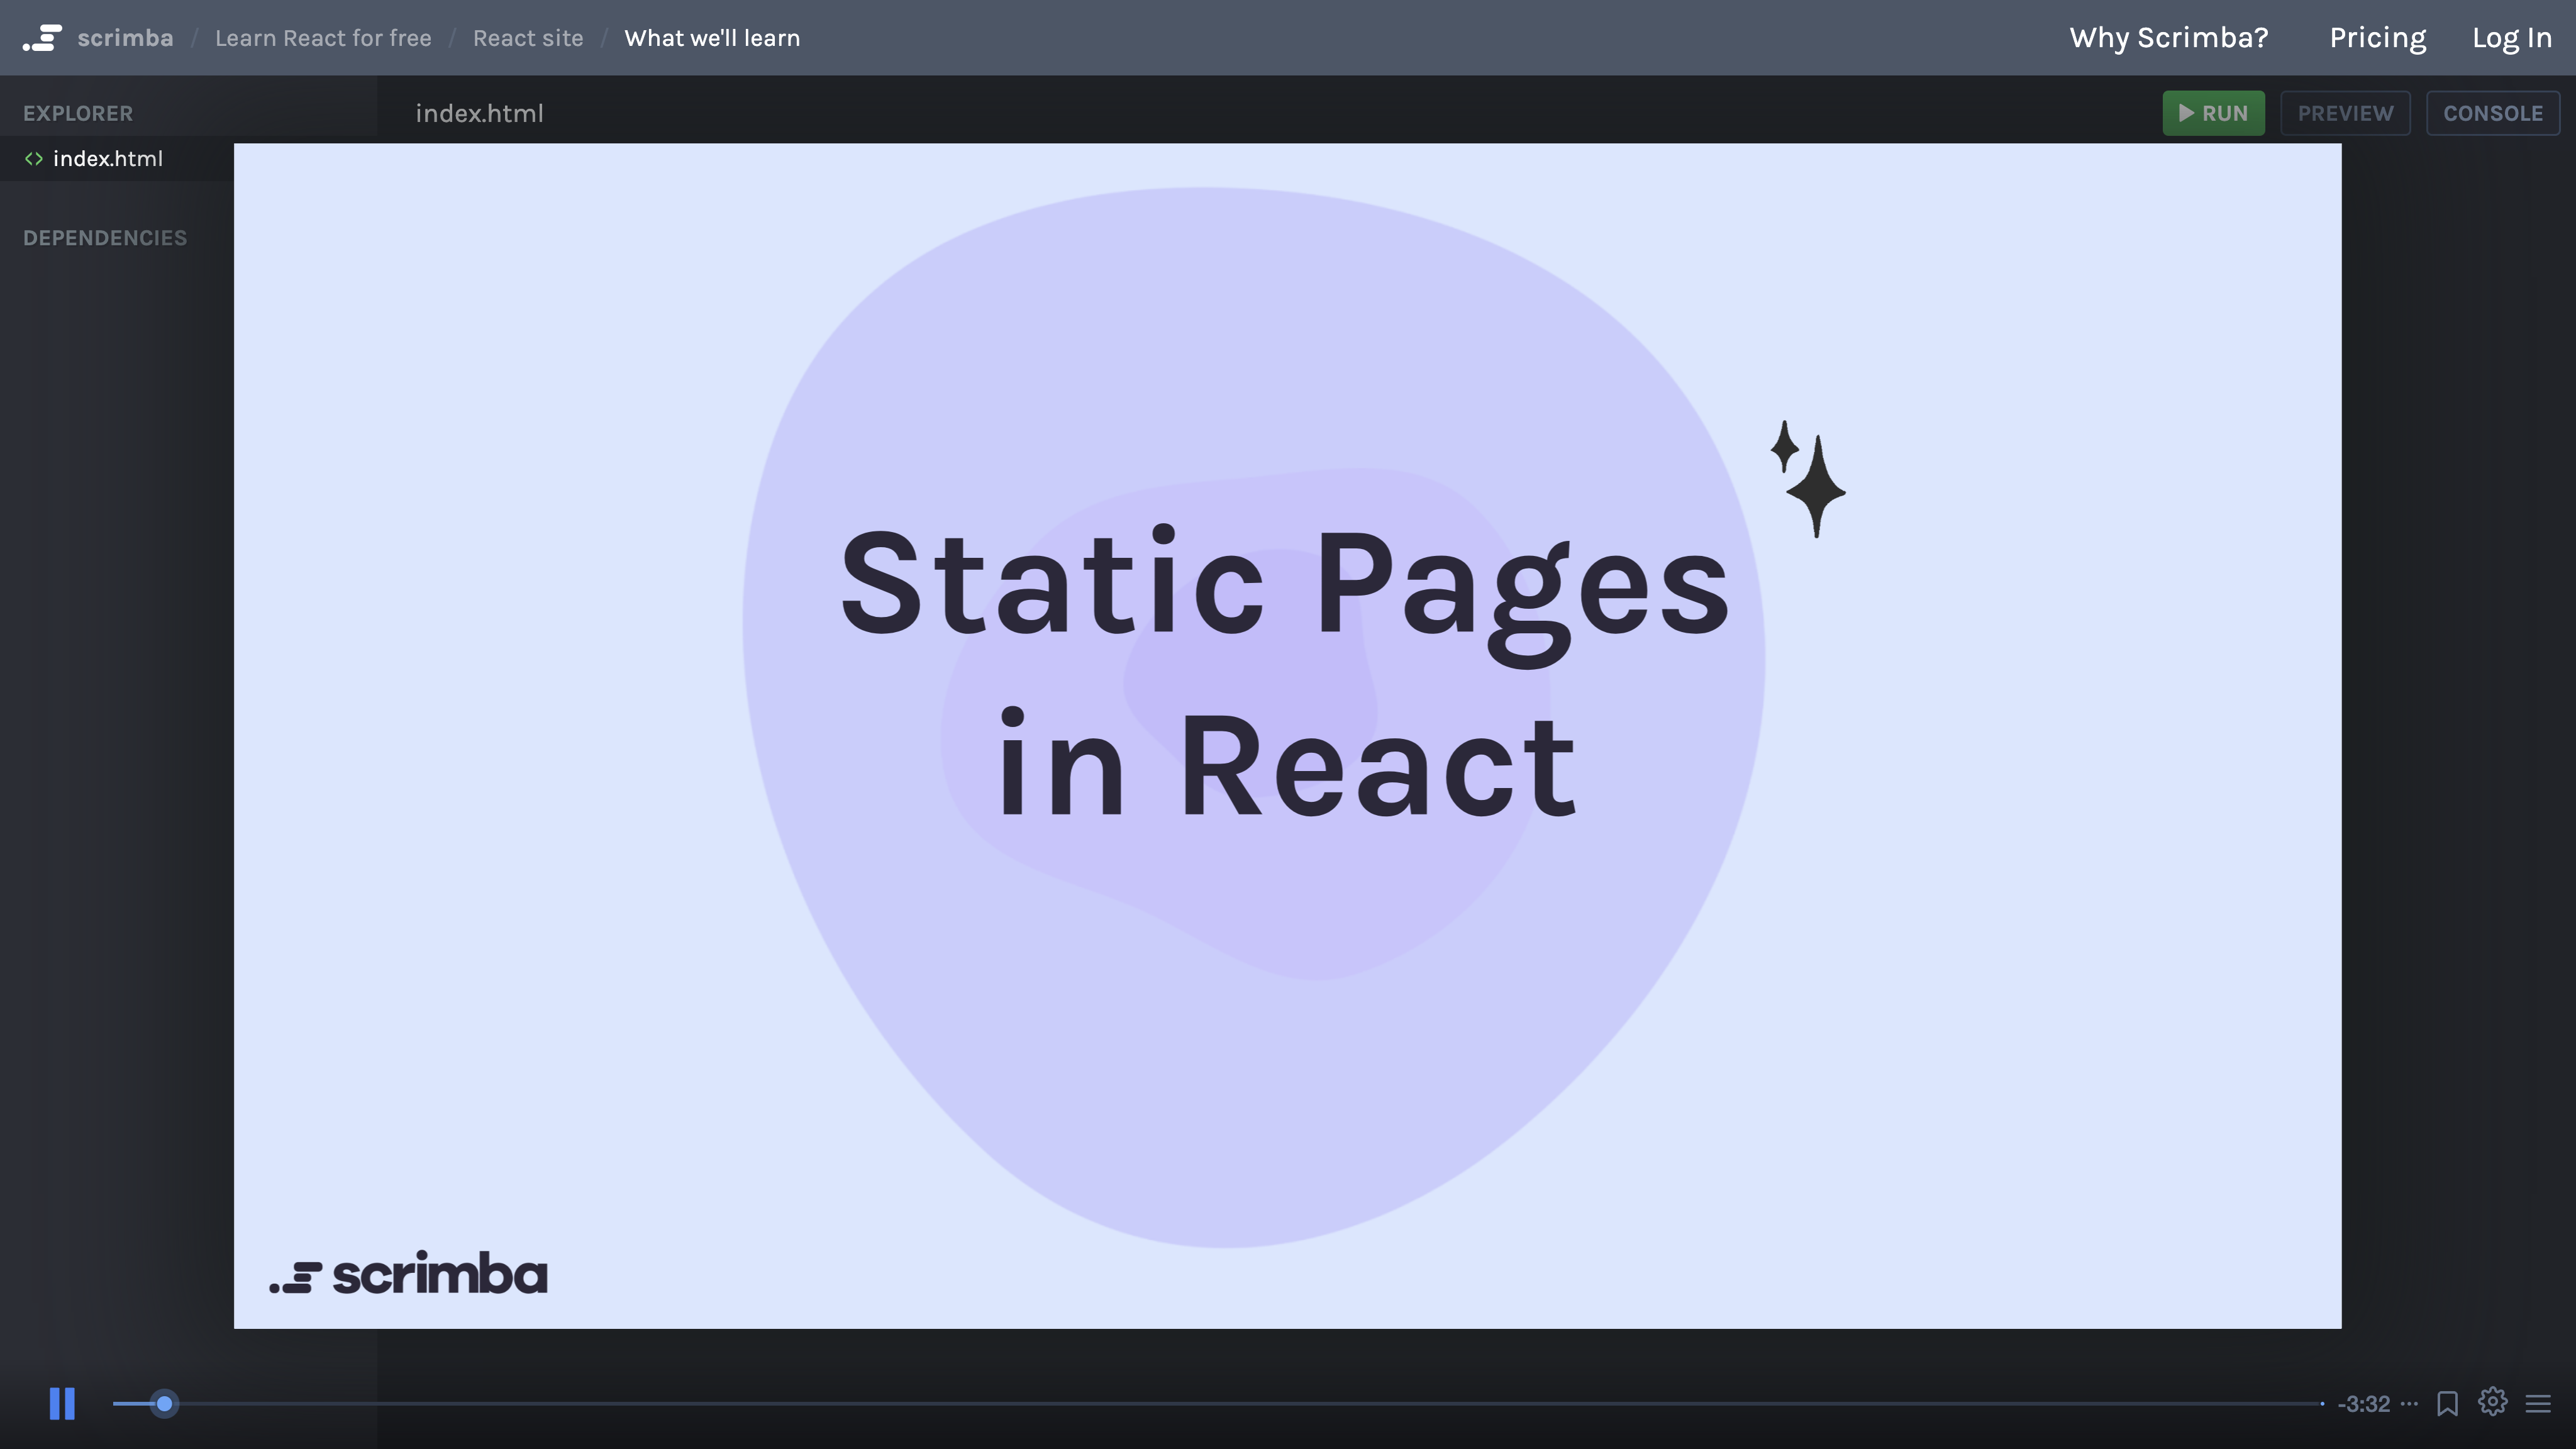 scrimba / Learn React for free / React site / What we'll learn
Why Scrimba? Pricing Log In
EXPLORER
index.html
DEPENDENCIES
index.html
RUN PREVIEW CONSOLE
Static Pages
in React
scrimba
-3:32